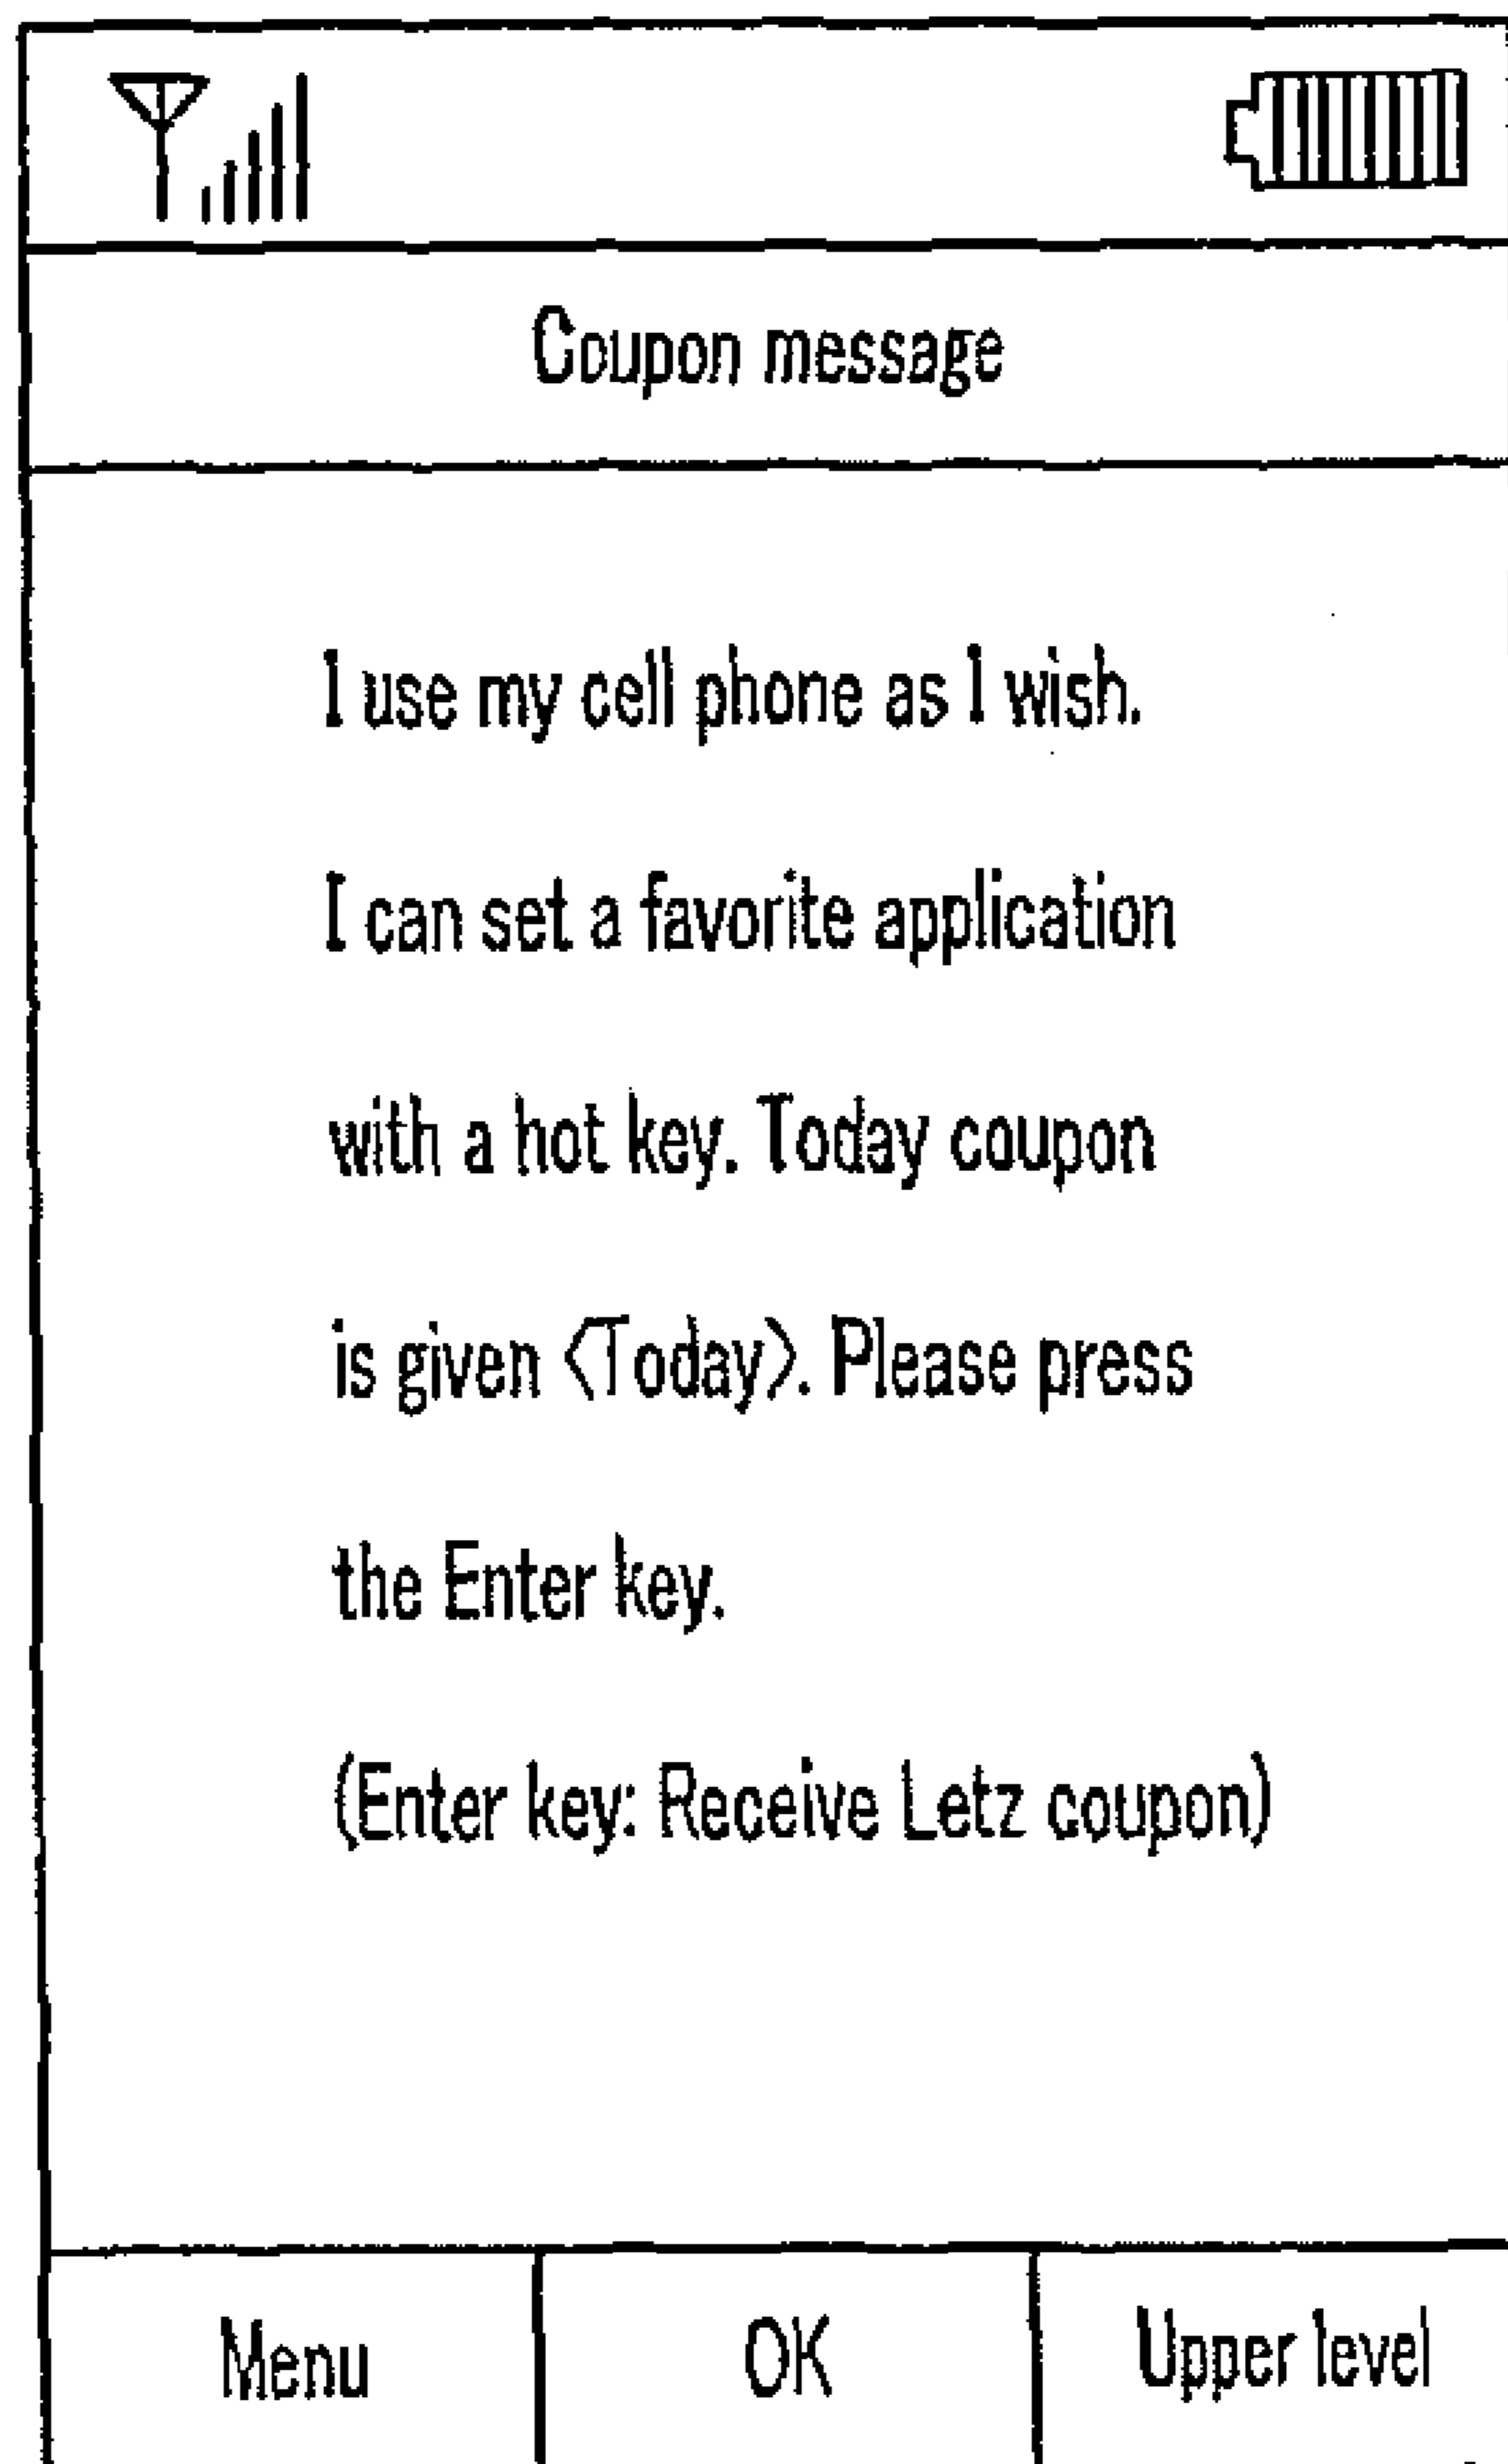 Coupon message
I use my cell phone as I wish.
I can set a favorite application
with a hot key. Today coupon
is given <Today>. Please press
the Enter key.
(Enter key: Receive Letz coupon)
Menu OK Upper level